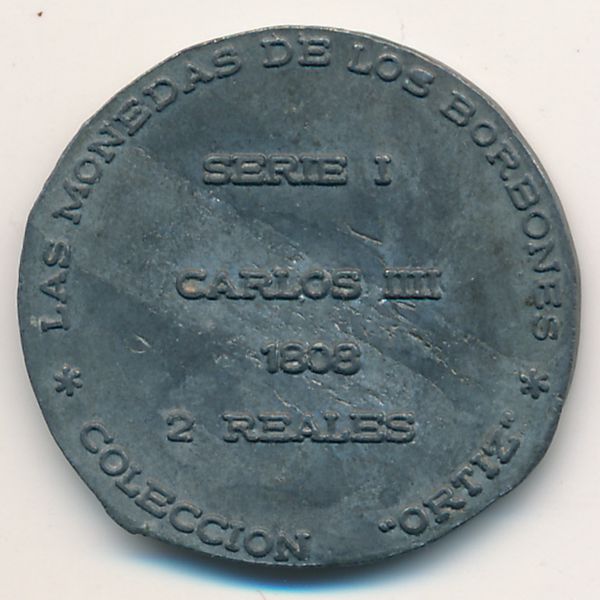 LAS MONEDAS DE LOS BORBONES
SERIE I
CARLOS IIII
1808
2 REALES
* COLECCION "ORTIZ" *